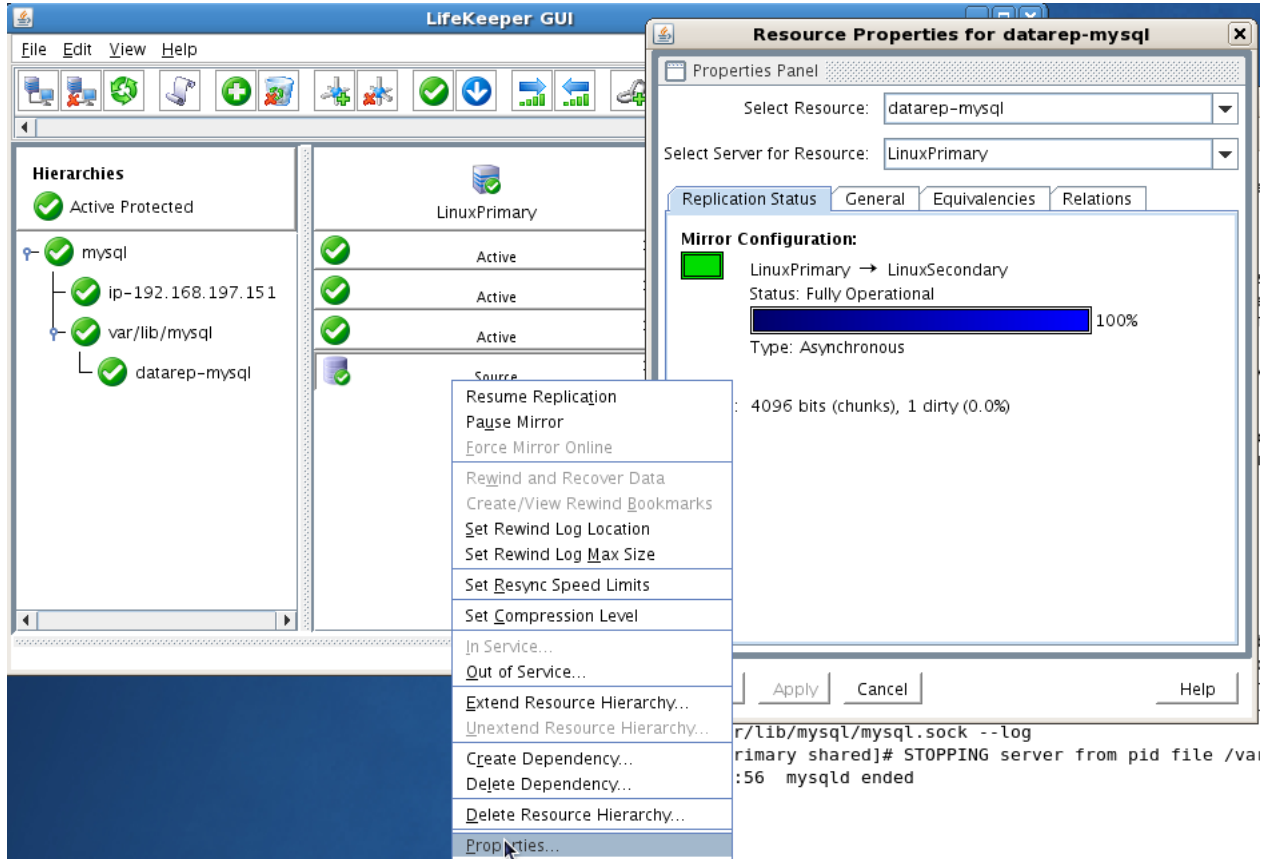 LifeKeeper GUI
File Edit View Help
Hierarchies
Active Protected
mysql
ip-192.168.197.151
var/lib/mysql
datarep-mysql
LinuxPrimary
Active
Active
Active
Source
Resume Replication
Pause Mirror
Force Mirror Online
Rewind and Recover Data
Create/View Rewind Bookmarks
Set Rewind Log Location
Set Rewind Log Max Size
Set Resync Speed Limits
Set Compression Level
In Service...
Out of Service...
Extend Resource Hierarchy...
Unextend Resource Hierarchy...
Create Dependency...
Delete Dependency...
Delete Resource Hierarchy...
Properties...
Resource Properties for datarep-mysql
Properties Panel
Select Resource: datarep-mysql
Select Server for Resource: LinuxPrimary
Replication Status General Equivalencies Relations
Mirror Configuration:
LinuxPrimary → LinuxSecondary
Status: Fully Operational
100%
Type: Asynchronous
: 4096 bits (chunks), 1 dirty (0.0%)
Apply Cancel Help
r/lib/mysql/mysql.sock --log
rimary shared]# STOPPING server from pid file /va
:56 mysqld ended